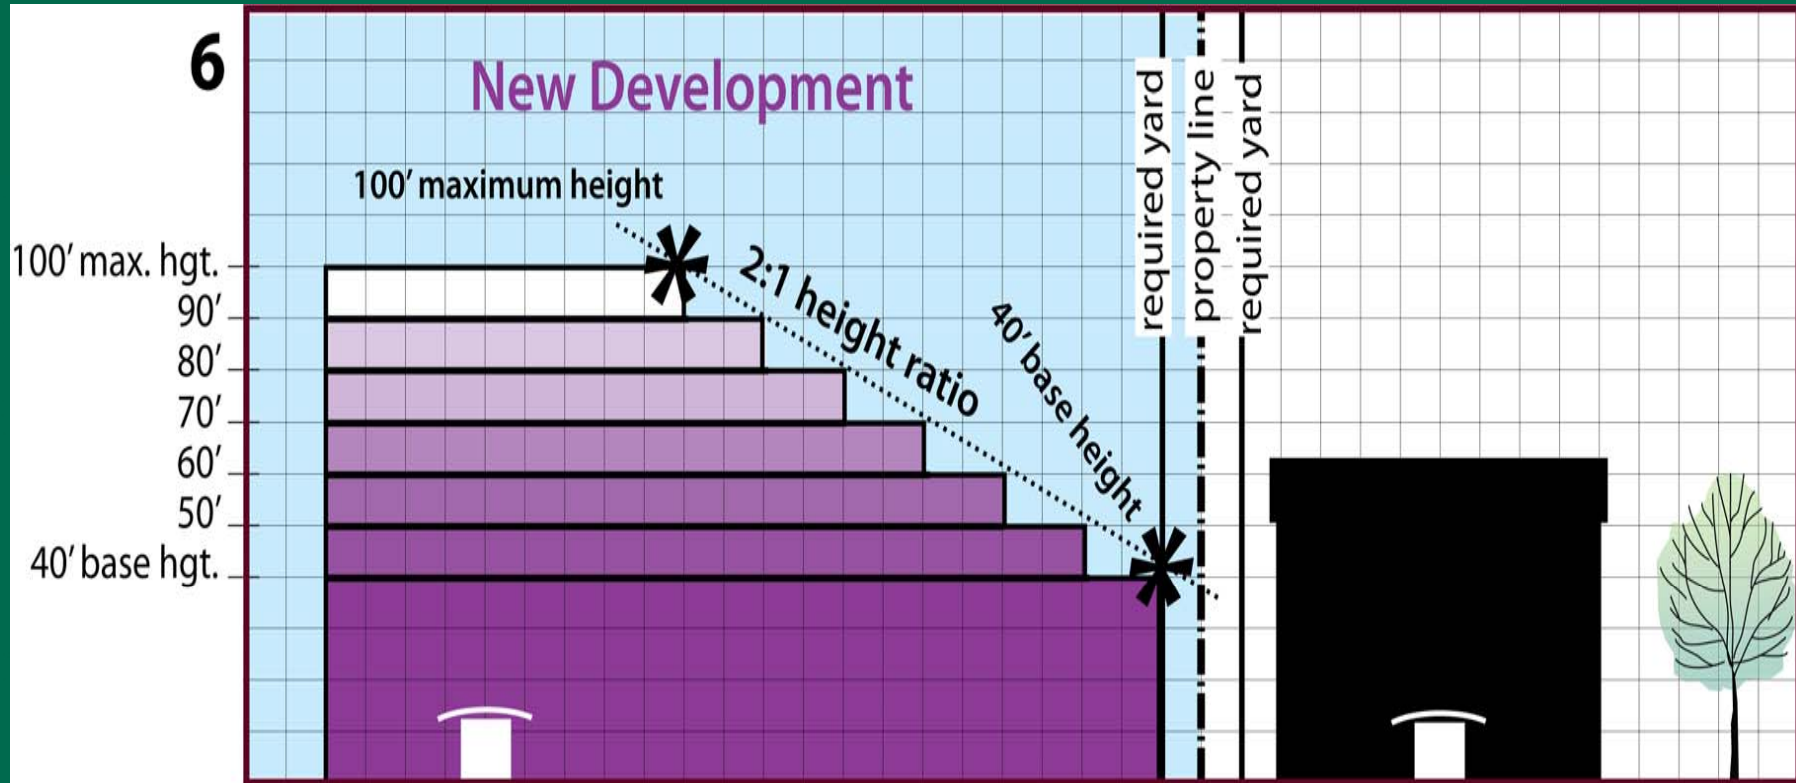 6
New Development
100' maximum height
100' max. hgt.
90'
80'
70'
60'
50'
40' base hgt.
2:1 height ratio
40' base height
required yard
property line
required yard